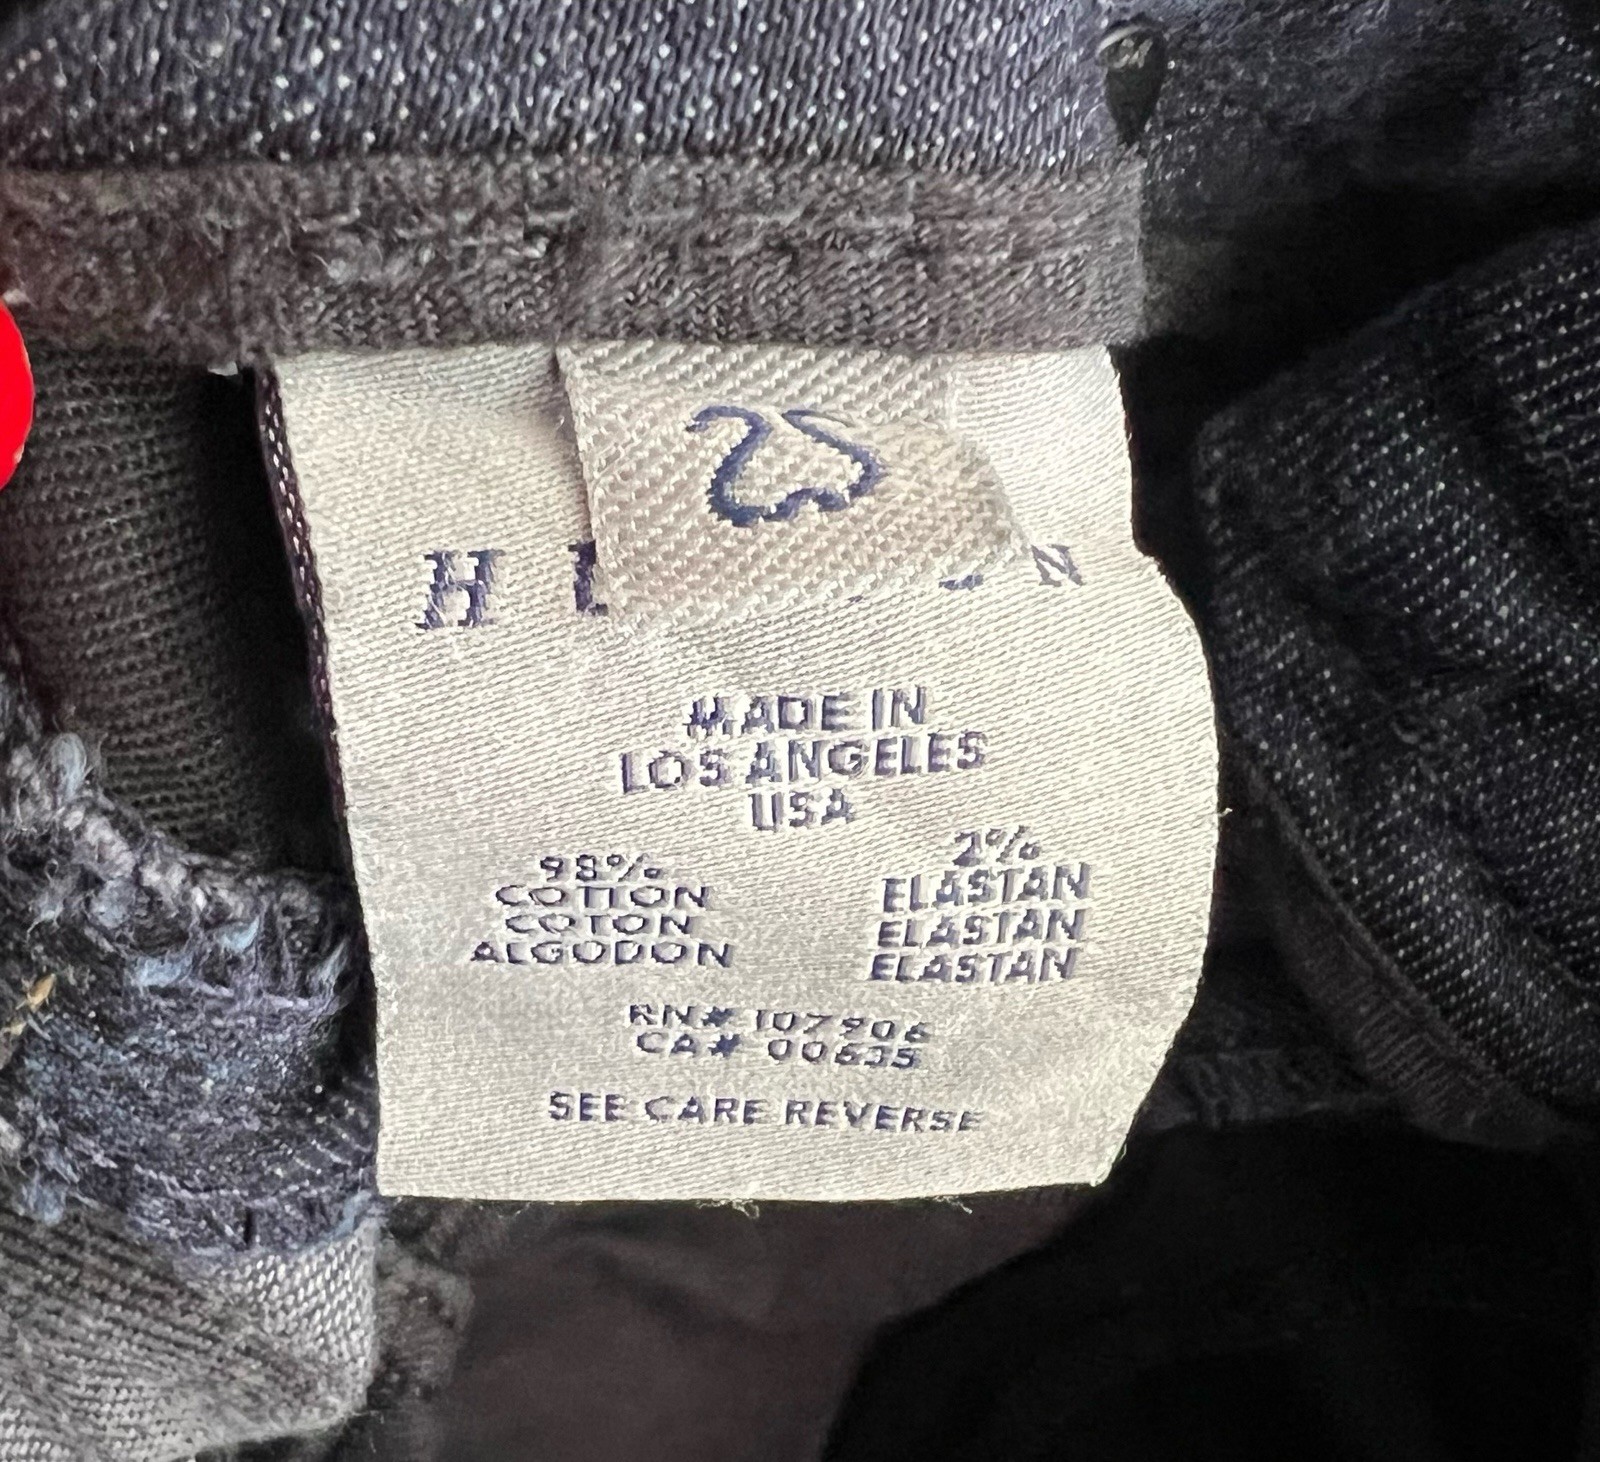 25
H N
MADE IN
LOS ANGELES
USA
98%
COTTON
COTON
ALGODON
2%
ELASTAN
ELASTAN
ELASTAN
RN# 107906
CA# 00635
SEE CARE REVERSE